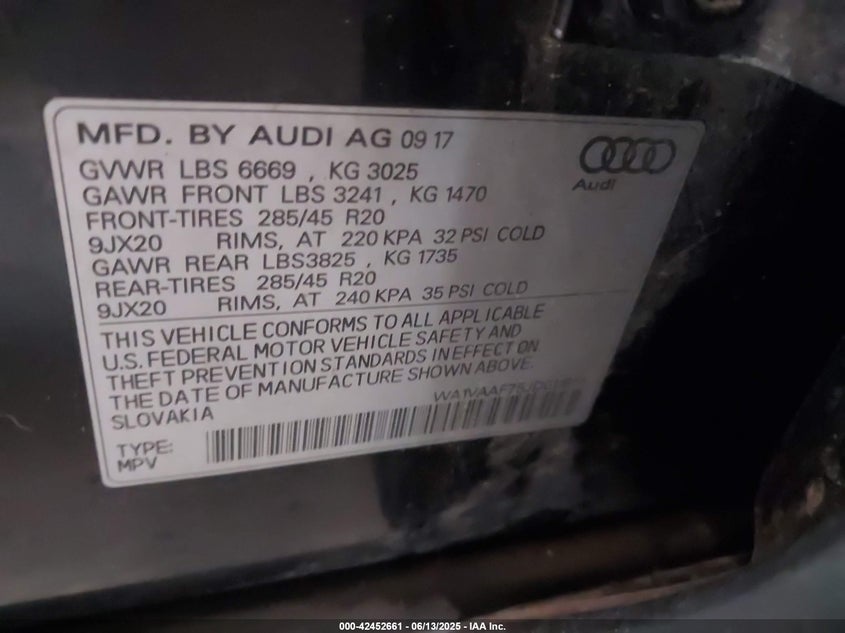 MFD. BY AUDI AG 09 17
GVWR LBS 6669 , KG 3025
GAWR FRONT LBS 3241 , KG 1470
FRONT-TIRES 285/45 R20
9JX20 RIMS, AT 220 KPA 32 PSI COLD
GAWR REAR LBS3825 , KG 1735
REAR-TIRES 285/45 R20
9JX20 RIMS, AT 240 KPA 35 PSI COLD
Audi
THIS VEHICLE CONFORMS TO ALL APPLICABLE
U.S. FEDERAL MOTOR VEHICLE SAFETY AND
THEFT PREVENTION STANDARDS IN EFFECT ON
THE DATE OF MANUFACTURE SHOWN ABOVE.
SLOVAKIA
TYPE:
MPV
000-42452661 - 06/13/2025 - IAA Inc.